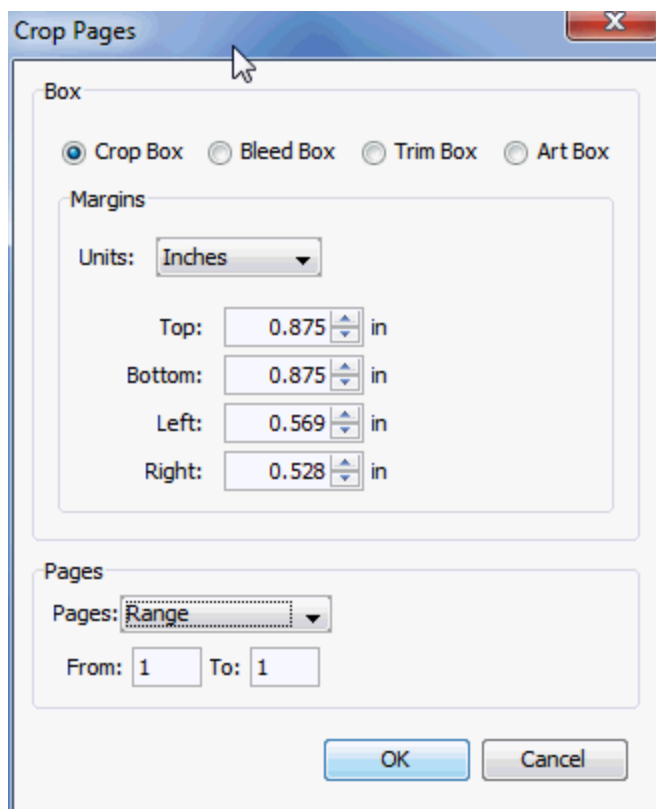 Crop Pages
x
Box
Crop Box Bleed Box Trim Box Art Box
Margins
Units: Inches
Top: 0.875 in
Bottom: 0.875 in
Left: 0.569 in
Right: 0.528 in
Pages
Pages: Range
From: 1 To: 1
OK Cancel